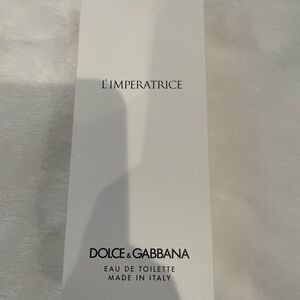 L'IMPERATRICE
DOLCE & GABBANA
EAU DE TOILETTE
MADE IN ITALY